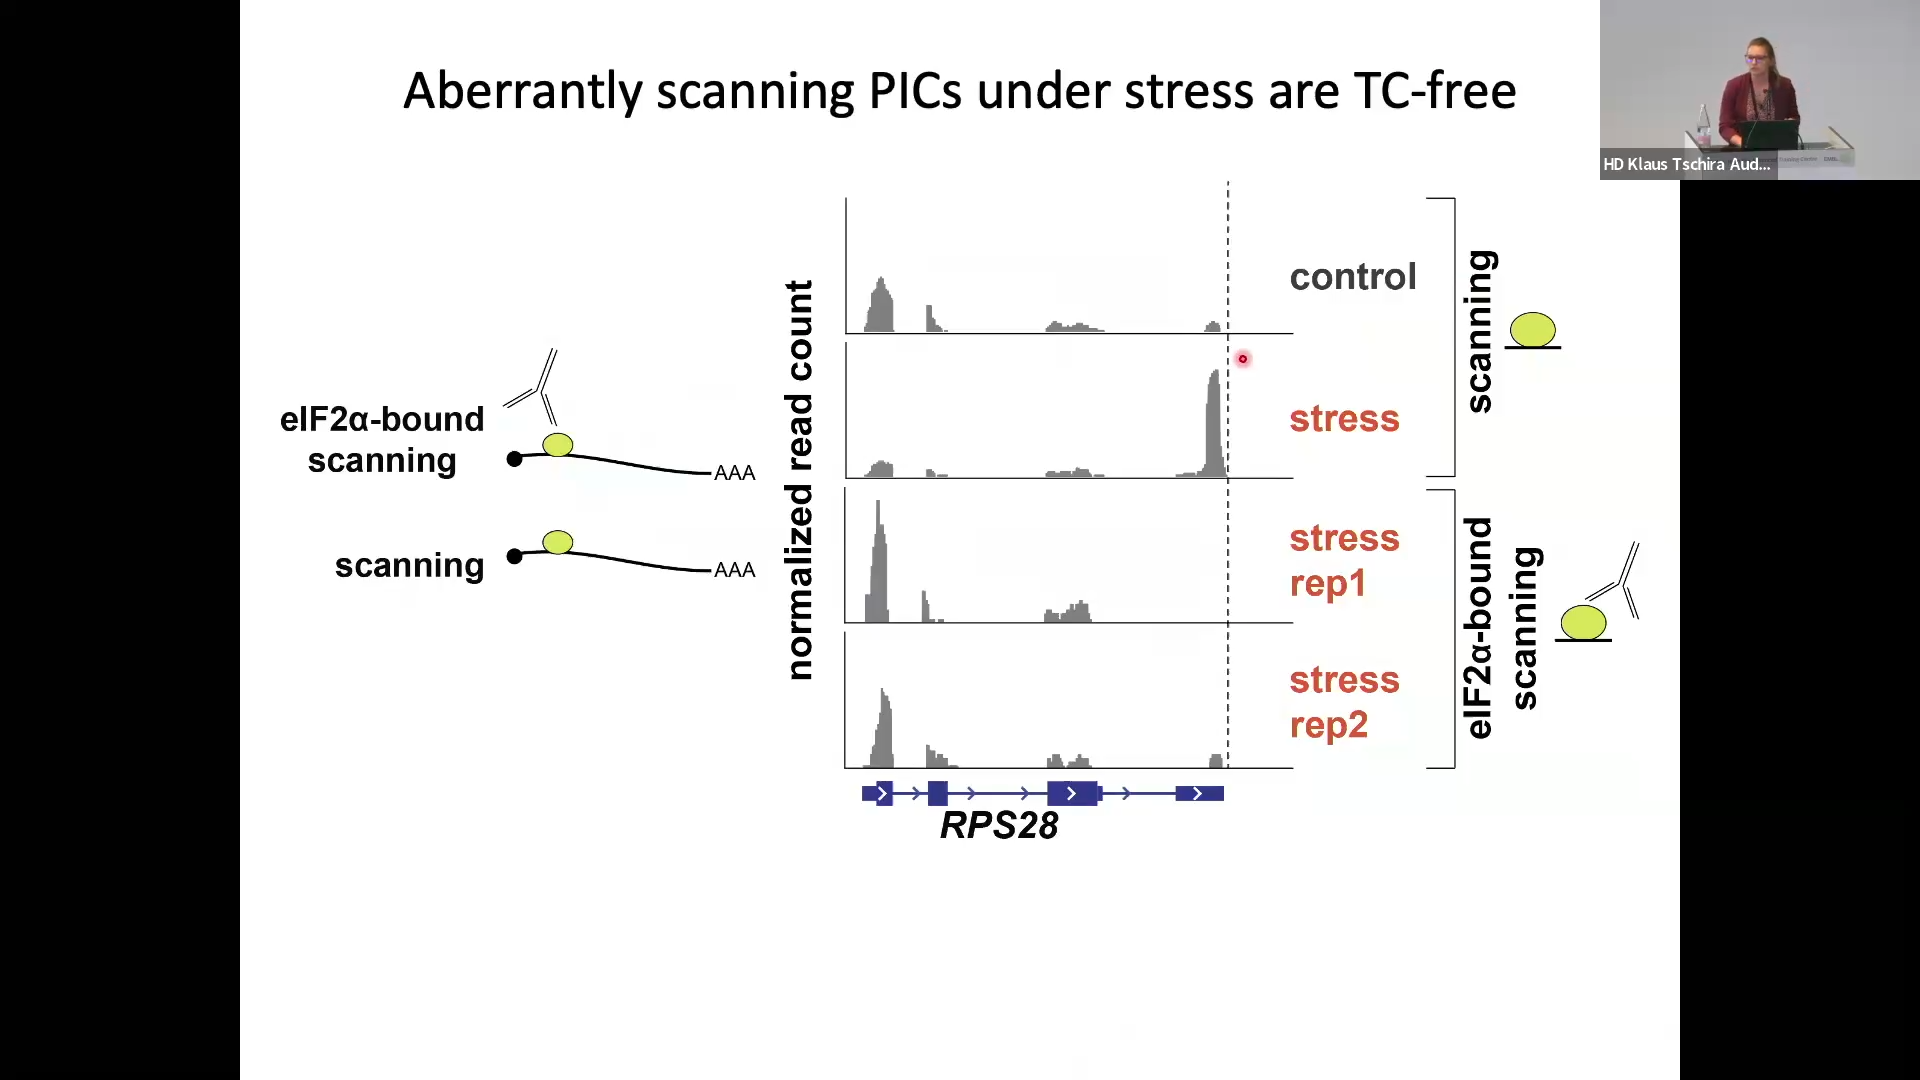 Aberrantly scanning PICs under stress are TC-free
HD Klaus Tschira Aud...
eIF2α-bound
scanning
AAA
scanning
AAA
normalized read count
control
stress
stress
rep1
stress
rep2
scanning
eIF2α-bound
scanning
RPS28